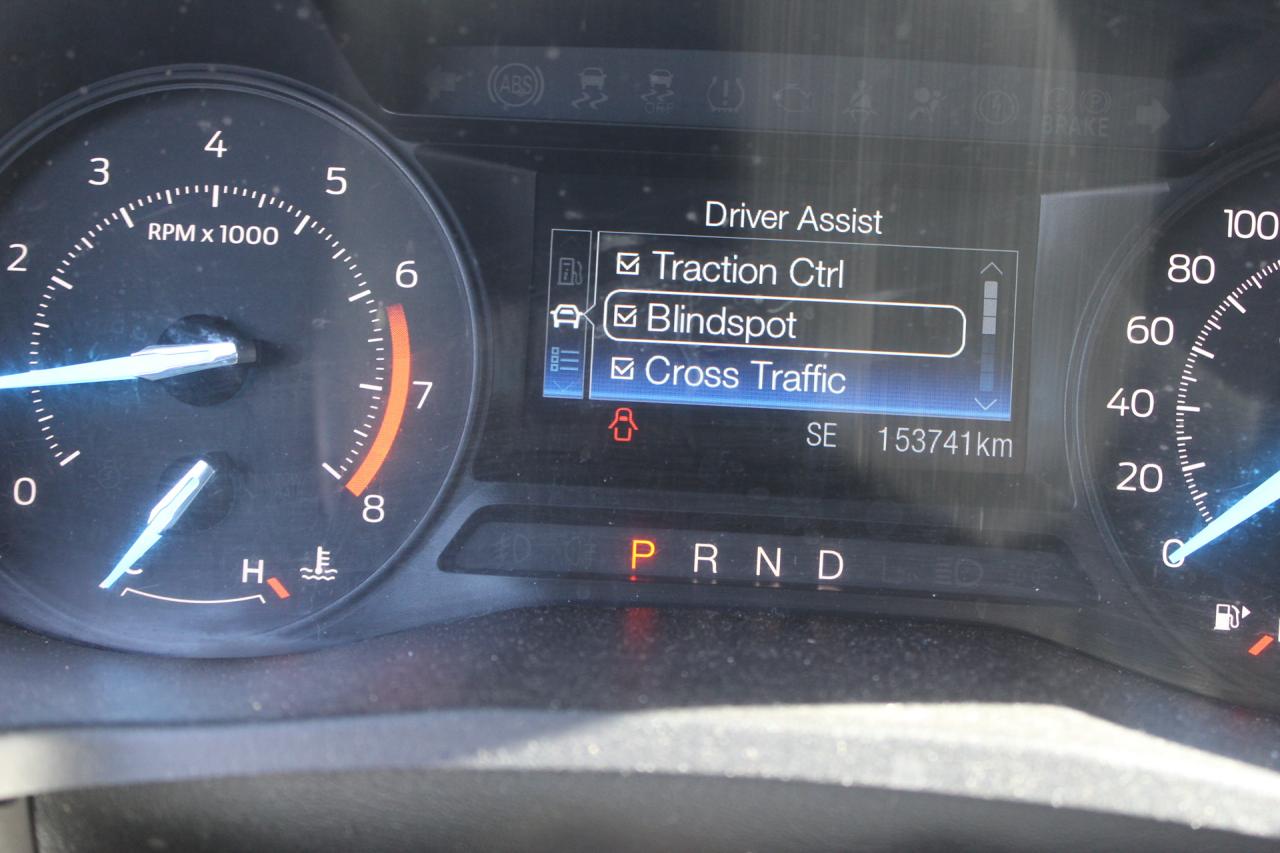 ABS
OFF
BRAKE
4
3
5
2
6
7
0
8
RPM x 1000
H
Driver Assist
Traction Ctrl
Blindspot
Cross Traffic
SE 153741km
P R N D
100
80
60
40
20
0